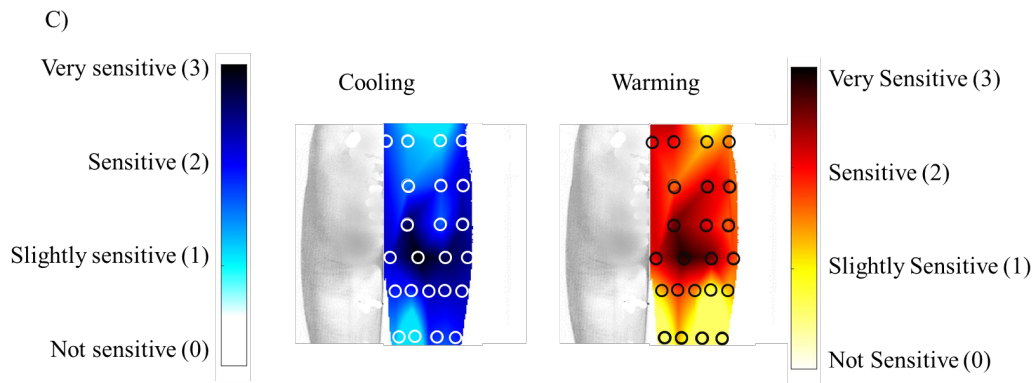 C)
Very sensitive (3)
Sensitive (2)
Slightly sensitive (1)
Not sensitive (0)
Cooling
Warming
Very Sensitive (3)
Sensitive (2)
Slightly Sensitive (1)
Not Sensitive (0)